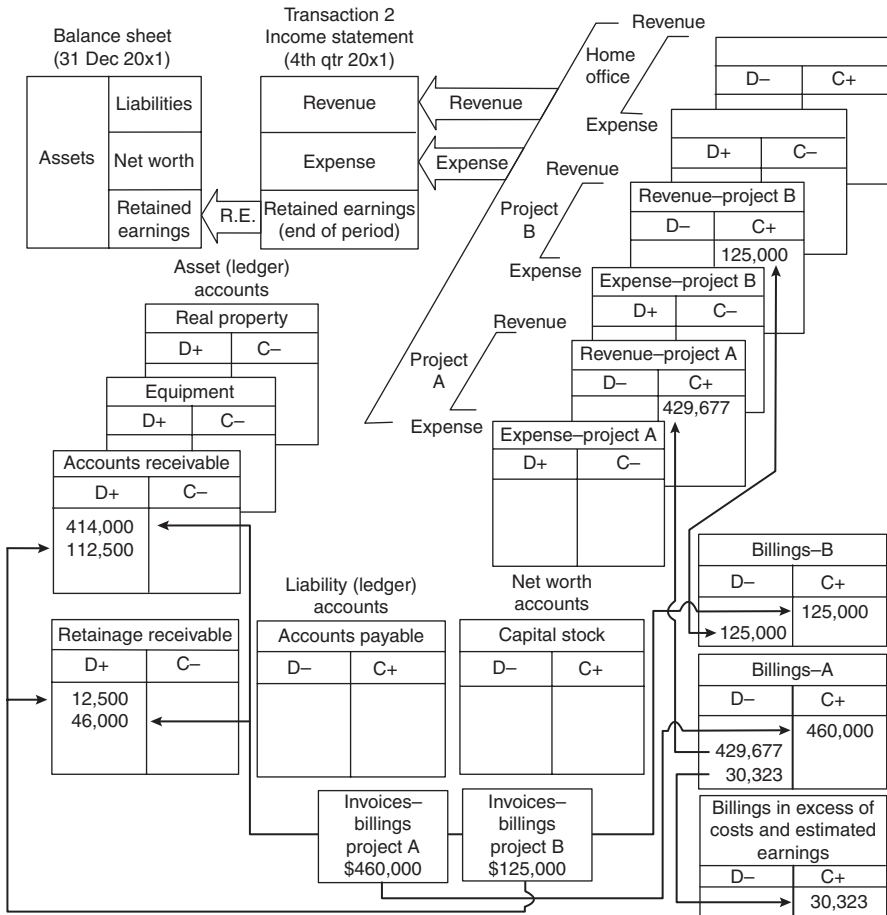 Balance sheet
(31 Dec 20x1)
Assets
Liabilities
Net worth
Retained
earnings
R.E.
Transaction 2
Income statement
(4th qtr 20x1)
Revenue
Expense
Retained earnings
(end of period)
Revenue
Expense
Revenue
Home
office
Expense
Revenue
Project
B
Expense
Revenue
Project
A
Expense
D– C+
D+ C–
Revenue–project B
D– C+
125,000
Expense–project B
D+ C–
Revenue–project A
D– C+
429,677
Expense–project A
D+ C–
Asset (ledger)
accounts
Real property
D+ C–
Equipment
D+ C–
Accounts receivable
D+ C–
414,000
112,500
Retainage receivable
D+ C–
12,500
46,000
Liability (ledger)
accounts
Accounts payable
D– C+
Net worth
accounts
Capital stock
D– C+
Billings–B
D– C+
125,000
125,000
Billings–A
D– C+
460,000
429,677
30,323
Billings in excess of
costs and estimated
earnings
D– C+
30,323
Invoices–
billings
project A
$460,000
Invoices–
billings
project B
$125,000